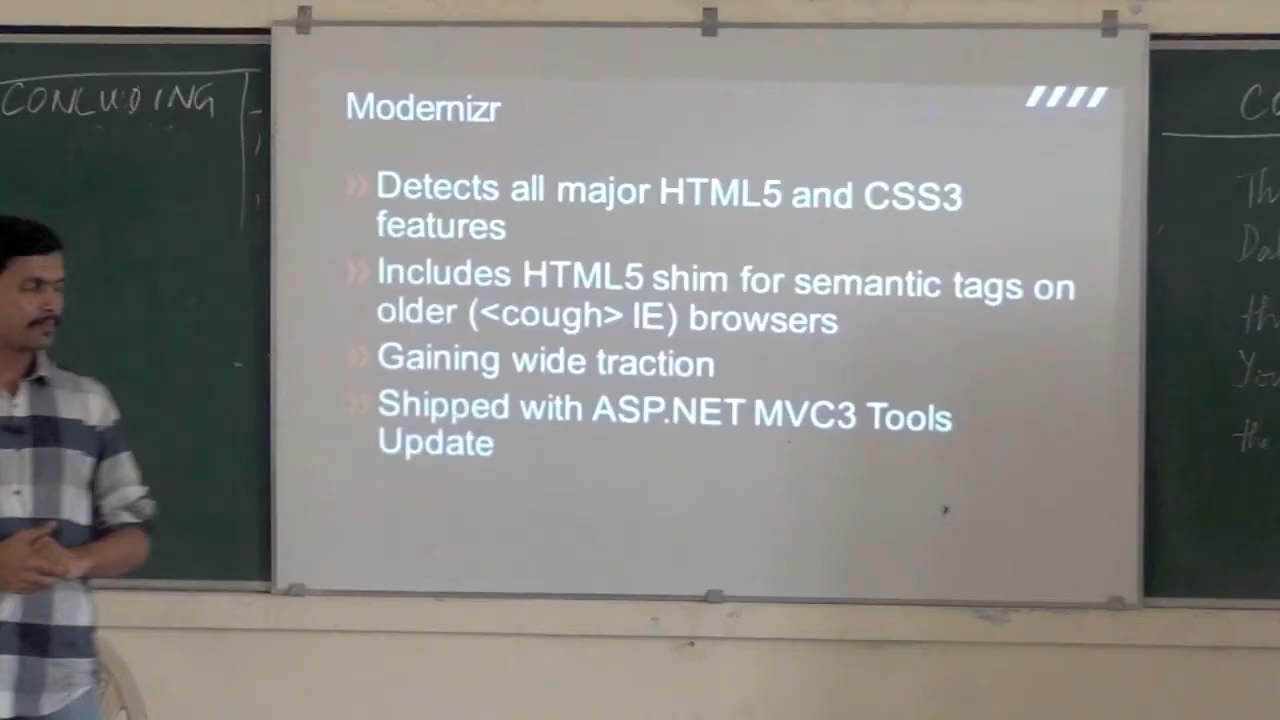 CONCLUDING
Modernizr
Detects all major HTML5 and CSS3
features
Includes HTML5 shim for semantic tags on
older (<cough> IE) browsers
Gaining wide traction
Shipped with ASP.NET MVC3 Tools
Update
the